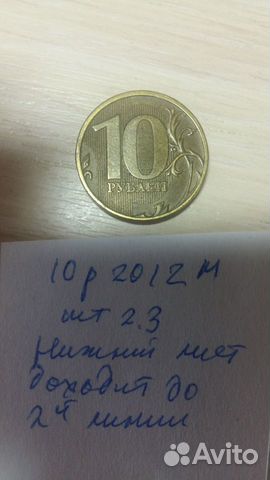 10
РУБЛЕЙ
10р 2012 м
шт 2.3
Нижний лист
доходит до
2й линии
Avito